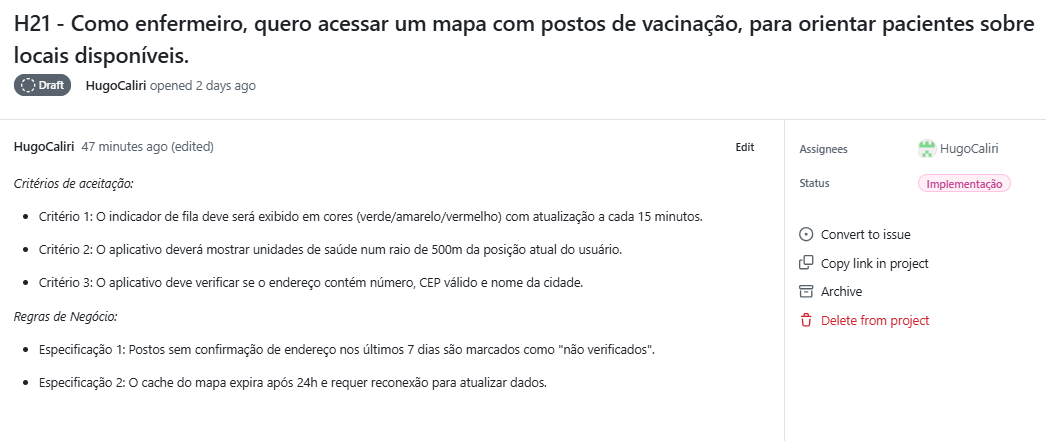 H21 - Como enfermeiro, quero acessar um mapa com postos de vacinação, para orientar pacientes sobre
locais disponíveis.
Draft HugoCaliri opened 2 days ago
HugoCaliri 47 minutes ago (edited) Edit
Critérios de aceitação:
• Critério 1: O indicador de fila deve será exibido em cores (verde/amarelo/vermelho) com atualização a cada 15 minutos.
• Critério 2: O aplicativo deverá mostrar unidades de saúde num raio de 500m da posição atual do usuário.
• Critério 3: O aplicativo deve verificar se o endereço contém número, CEP válido e nome da cidade.
Regras de Negócio:
• Especificação 1: Postos sem confirmação de endereço nos últimos 7 dias são marcados como "não verificados".
• Especificação 2: O cache do mapa expira após 24h e requer reconexão para atualizar dados.
Assignees HugoCaliri
Status Implementação
Convert to issue
Copy link in project
Archive
Delete from project